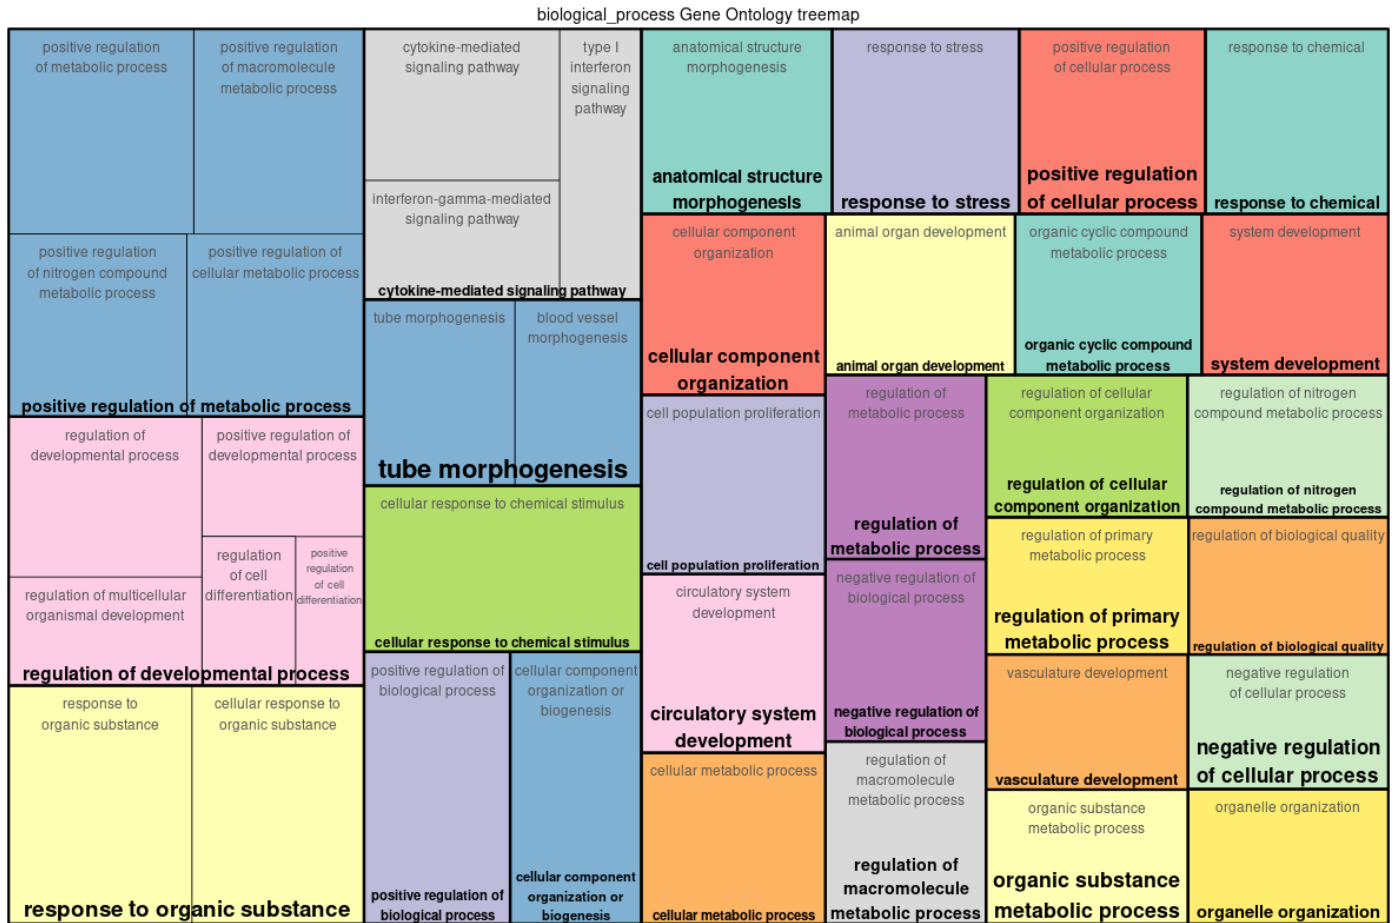 biological_process Gene Ontology treemap
positive regulation
of metabolic process
positive regulation
of macromolecule
metabolic process
positive regulation
of nitrogen compound
metabolic process
positive regulation of
cellular metabolic process
positive regulation of metabolic process
regulation of
developmental process
positive regulation of
developmental process
regulation of multicellular
organismal development
regulation
of cell
differentiation
positive
regulation
of cell
differentiation
regulation of developmental process
response to
organic substance
cellular response to
organic substance
response to organic substance
cytokine-mediated
signaling pathway
type I
interferon
signaling
pathway
interferon-gamma-mediated
signaling pathway
cytokine-mediated signaling pathway
tube morphogenesis
blood vessel
morphogenesis
tube morphogenesis
cellular response to chemical stimulus
cellular response to chemical stimulus
positive regulation of
biological process
positive regulation of
biological process
cellular component
organization or
biogenesis
cellular component
organization or
biogenesis
anatomical structure
morphogenesis
anatomical structure
morphogenesis
response to stress
response to stress
positive regulation
of cellular process
positive regulation
of cellular process
response to chemical
response to chemical
cellular component
organization
cellular component
organization
animal organ development
animal organ development
organic cyclic compound
metabolic process
organic cyclic compound
metabolic process
system development
system development
cell population proliferation
cell population proliferation
regulation of
metabolic process
regulation of
metabolic process
regulation of cellular
component organization
regulation of cellular
component organization
regulation of nitrogen
compound metabolic process
regulation of nitrogen
compound metabolic process
circulatory system
development
circulatory system
development
negative regulation of
biological process
negative regulation of
biological process
regulation of primary
metabolic process
regulation of primary
metabolic process
regulation of biological quality
regulation of biological quality
vasculature development
vasculature development
negative regulation
of cellular process
negative regulation
of cellular process
cellular metabolic process
cellular metabolic process
regulation of
macromolecule
metabolic process
regulation of
macromolecule
metabolic process
organic substance
metabolic process
organic substance
metabolic process
organelle organization
organelle organization